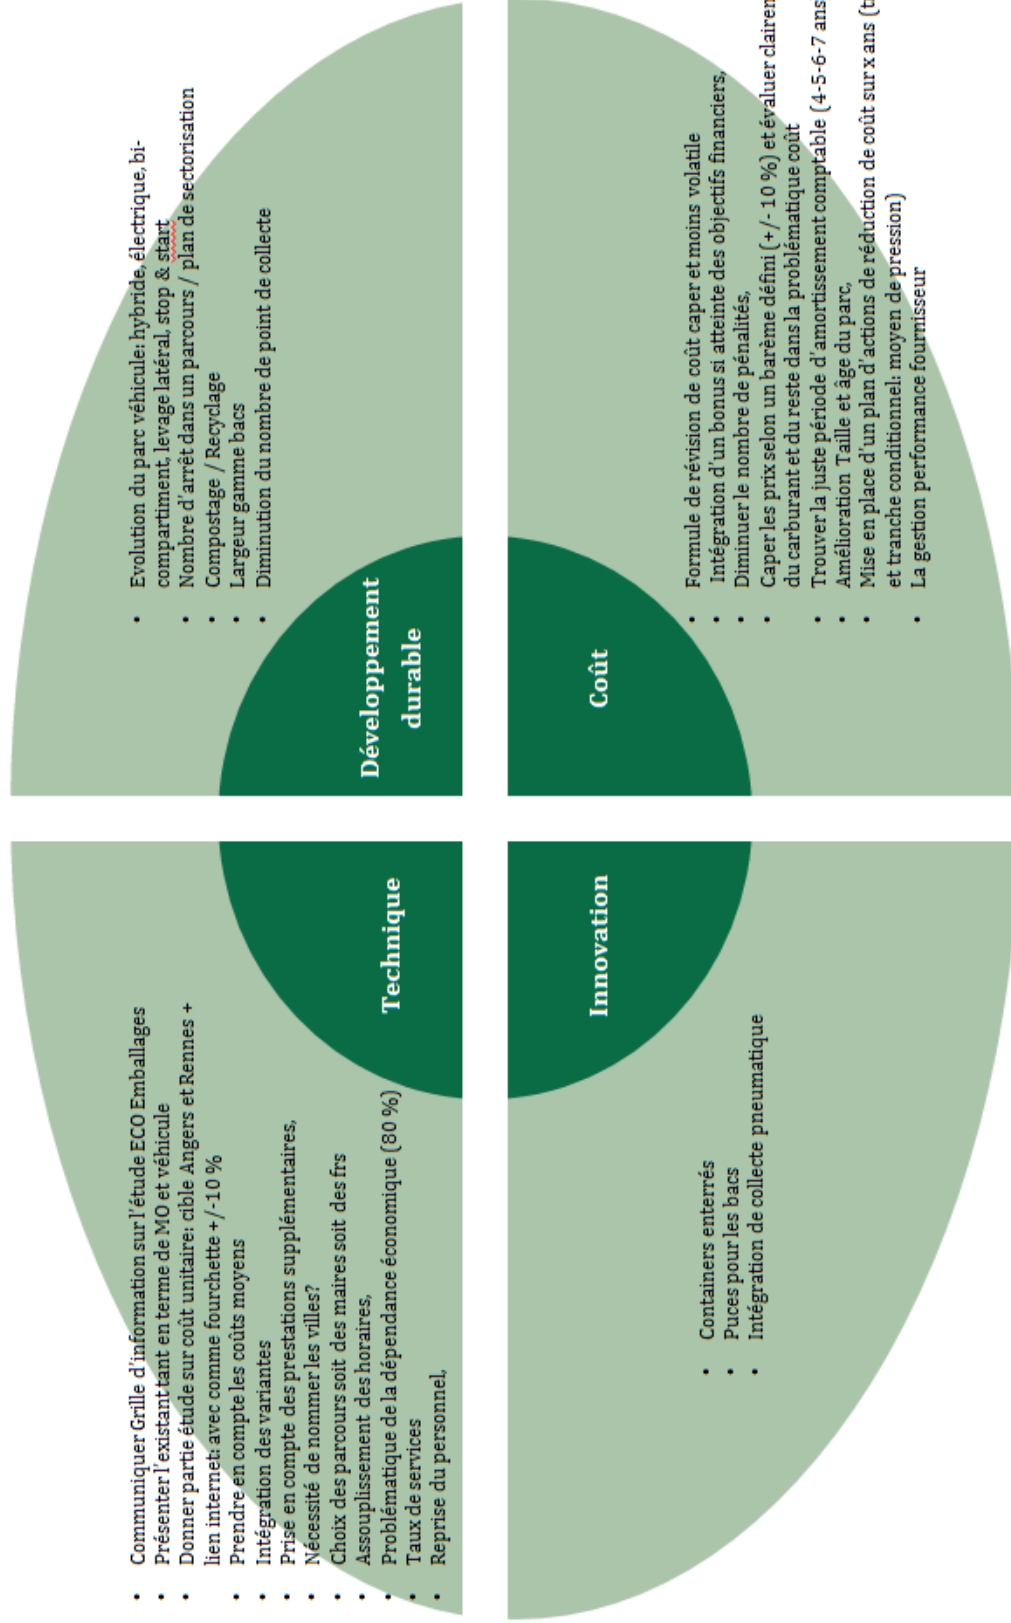 Technique
Communiquer Grille d'information sur l'étude ECO Emballages
Présenter l'existant tant en terme de MO et véhicule
Donner partie étude sur coût unitaire: cible Angers et Rennes +
lien internet: avec comme fourchette +/-10 %
Prendre en compte les coûts moyens
Intégration des variantes
Prise en compte des prestations supplémentaires,
Nécessité de nommer les villes?
Choix des parcours soit des maires soit des frs
Assouplissement des horaires,
Problématique de la dépendance économique (80 %)
Taux de services
Reprise du personnel,
Développement
durable
Evolution du parc véhicule: hybride, électrique, bi-
compartiment, levage latéral, stop & start
Nombre d'arrêt dans un parcours / plan de sectorisation
Compostage / Recyclage
Largeur gamme bacs
Diminution du nombre de point de collecte
Innovation
Containers enterrés
Puces pour les bacs
Intégration de collecte pneumatique
Coût
Formule de révision de coût caper et moins volatile
Intégration d'un bonus si atteinte des objectifs financiers,
Diminuer le nombre de pénalités,
Caper les prix selon un barème défini (+/- 10 %) et évaluer
du carburant et du reste dans la problématique coût
Trouver la juste période d'amortissement comptable (4-5-6-7 ans
Amélioration Taille et âge du parc,
Mise en place d'un plan d'actions de réduction de coût sur x ans
et tranche conditionnel: moyen de pression)
La gestion performance fournisseur